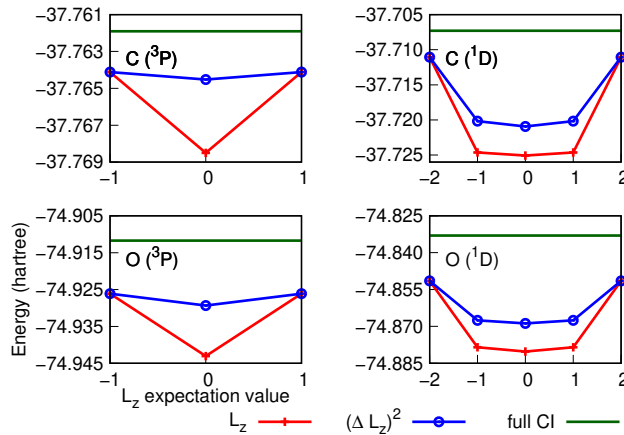 −37.761
−37.763
−37.765
−37.767
−37.769
C (³P)
−1 0 1
−37.705
−37.710
−37.715
−37.720
−37.725
C (¹D)
−2 −1 0 1 2
Energy (hartree)
−74.905
−74.915
−74.925
−74.935
−74.945
O (³P)
−1 0 1
L_z expectation value
−74.825
−74.840
−74.855
−74.870
−74.885
O (¹D)
−2 −1 0 1 2
L_z (Δ L_z)² full CI